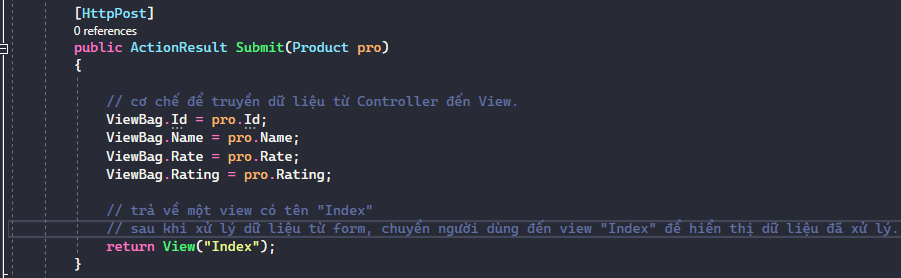 [HttpPost]
0 references
public ActionResult Submit(Product pro)
{
// cơ chế để truyền dữ liệu từ Controller đến View.
ViewBag.Id = pro.Id;
ViewBag.Name = pro.Name;
ViewBag.Rate = pro.Rate;
ViewBag.Rating = pro.Rating;
// trả về một view có tên "Index"
// sau khi xử lý dữ liệu từ form, chuyển người dùng đến view "Index" để hiển thị dữ liệu đã xử lý.
return View("Index");
}